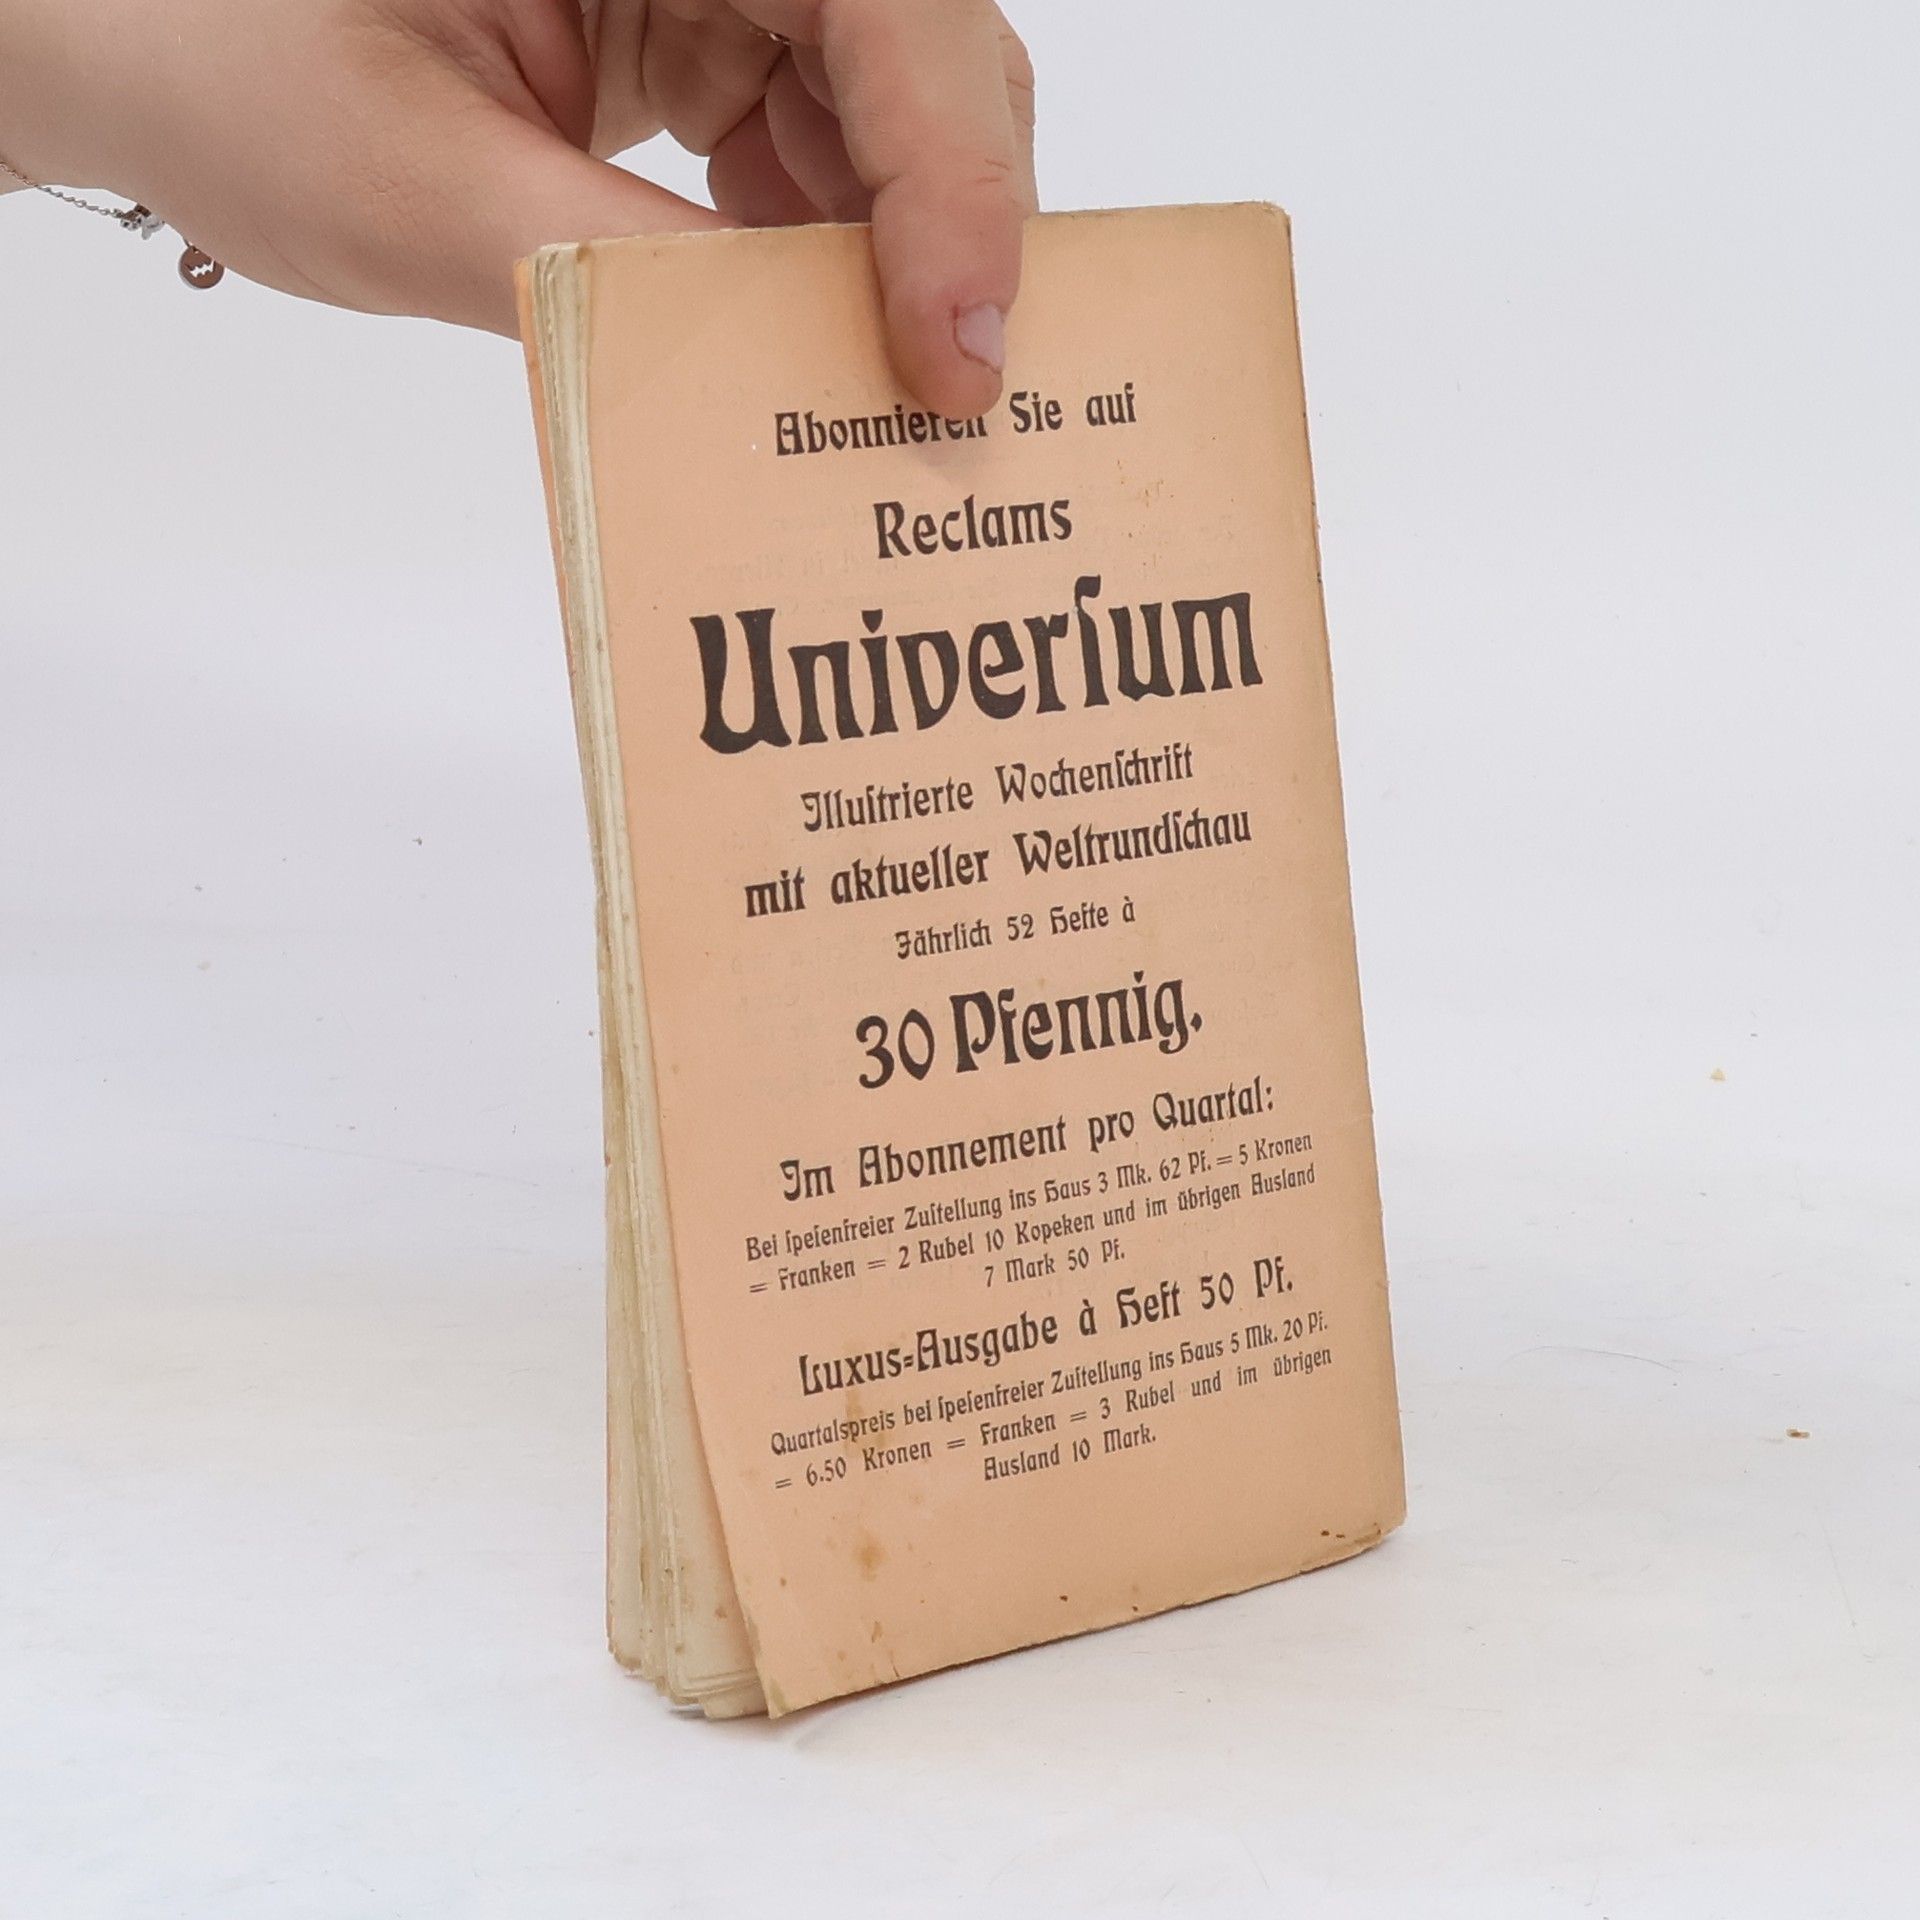 Abonnieren Sie auf
Reclams
Univerſum
Illuſtrierte Wochenſchrift
mit aktueller Weltrundſchau
Jährlich 52 Hefte à
30 Pfennig.
Im Abonnement pro Quartal:
Bei ſpeſenfreier Zuſtellung ins Haus 3 Mk. 62 Pf. = 5 Kronen
= Franken = 2 Rubel 10 Kopeken und im übrigen Ausland
7 Mark 50 Pf.
Luxus-Ausgabe à Heft 50 Pf.
Quartalspreis bei ſpeſenfreier Zuſtellung ins Haus 5 Mk. 20 Pf.
= 6.50 Kronen = Franken = 3 Rubel und im übrigen
Ausland 10 Mark.